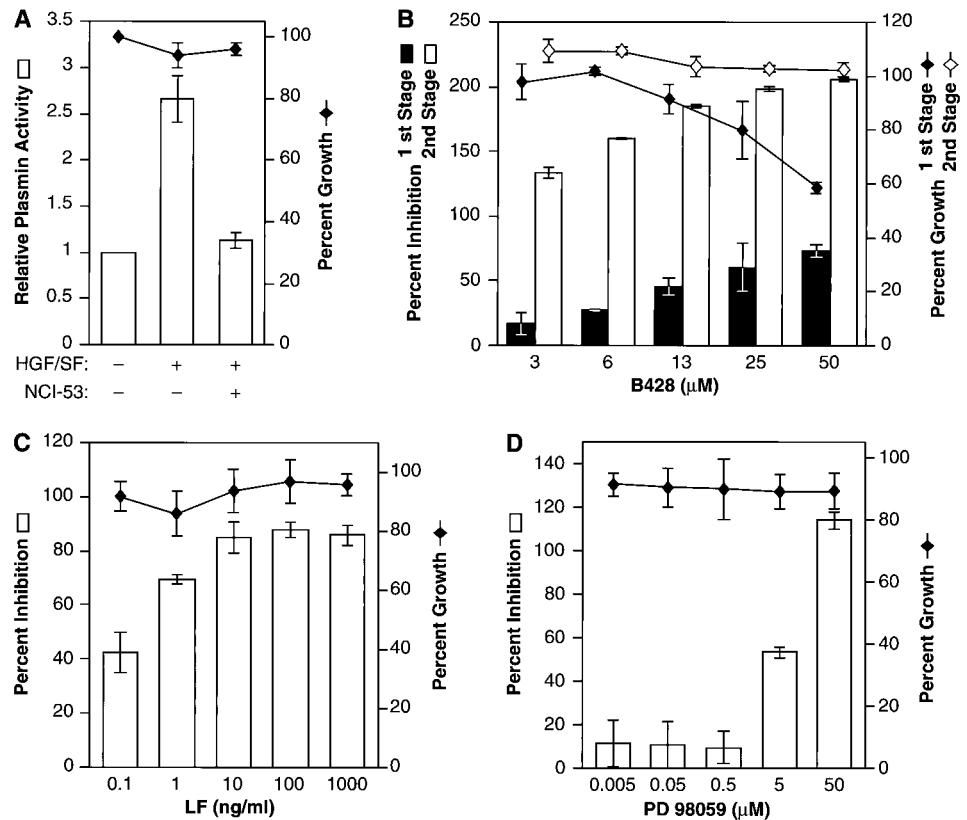 A
3.5
3
2.5
2
1.5
1
0.5
0
Relative Plasmin Activity
100
80
60
40
20
0
Percent Growth
HGF/SF: – + +
NCI-53: – – +
B
250
200
150
100
50
0
Percent Inhibition 1 st Stage
2nd Stage
120
100
80
60
40
20
0
Percent Growth 1 st Stage
2nd Stage
3 6 13 25 50
B428 (μM)
C
120
100
80
60
40
20
0
Percent Inhibition
100
80
60
40
20
0
Percent Growth
0.1 1 10 100 1000
LF (ng/ml)
D
140
120
100
80
60
40
20
0
Percent Inhibition
100
80
60
40
20
0
Percent Growth
0.005 0.05 0.5 5 50
PD 98059 (μM)